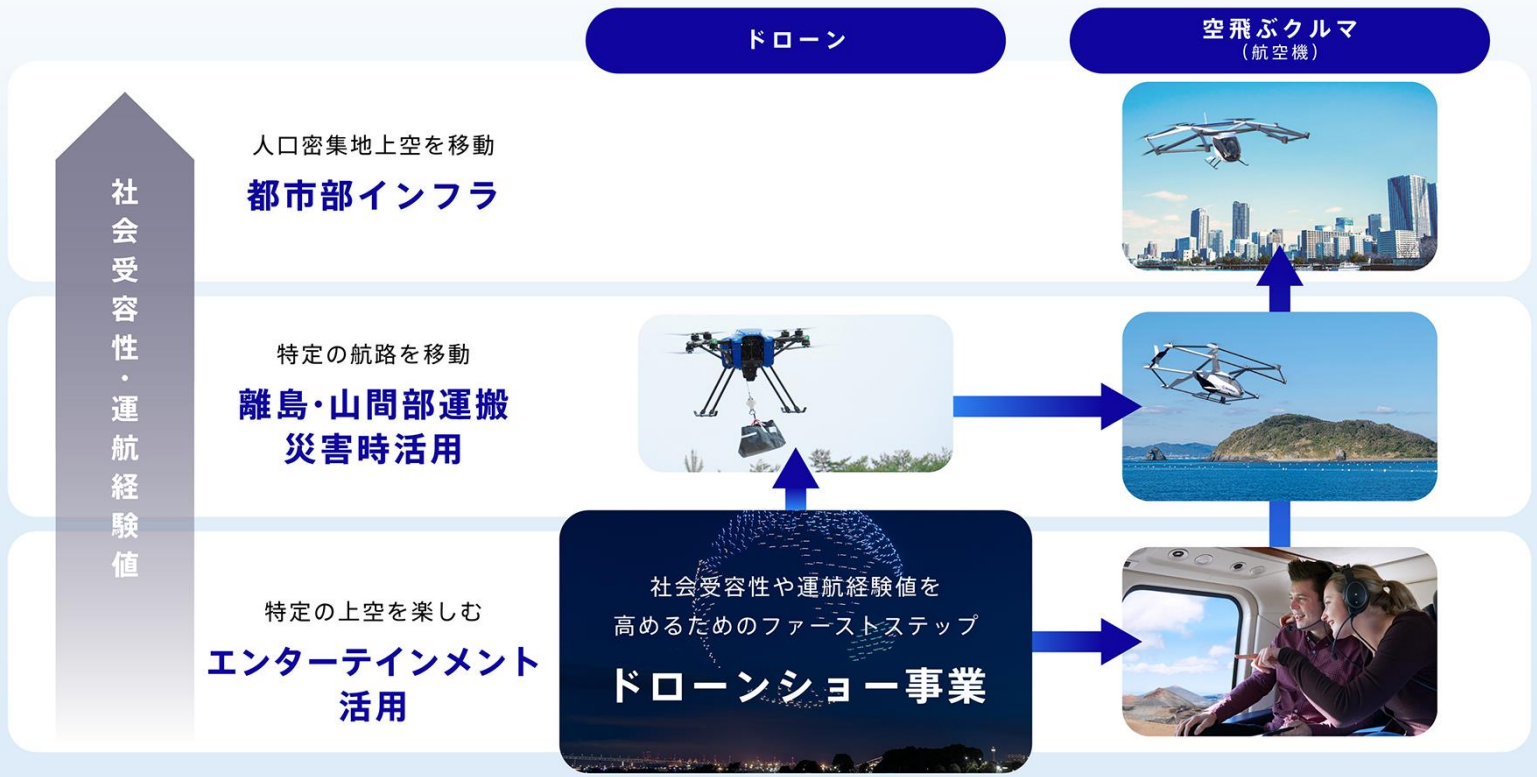 ドローン
空飛ぶクルマ
(航空機)
社会受容性・運航経験値
人口密集地上空を移動
都市部インフラ
特定の航路を移動
離島・山間部運搬
災害時活用
特定の上空を楽しむ
エンターテインメント
活用
社会受容性や運航経験値を
高めるためのファーストステップ
ドローンショー事業